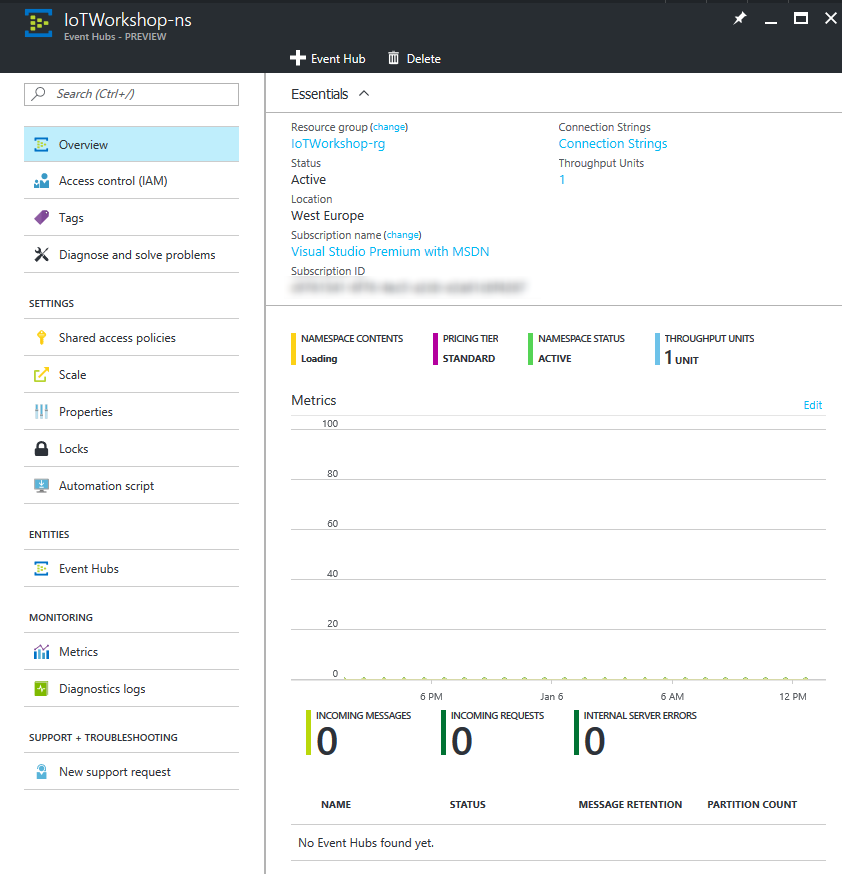 IoTWorkshop-ns
Event Hubs - PREVIEW
Event Hub
Delete
Search (Ctrl+/)
Overview
Access control (IAM)
Tags
Diagnose and solve problems
SETTINGS
Shared access policies
Scale
Properties
Locks
Automation script
ENTITIES
Event Hubs
MONITORING
Metrics
Diagnostics logs
SUPPORT + TROUBLESHOOTING
New support request
Essentials
Resource group (change)
IoTWorkshop-rg
Status
Active
Location
West Europe
Subscription name (change)
Visual Studio Premium with MSDN
Subscription ID
Connection Strings
Connection Strings
Throughput Units
1
NAMESPACE CONTENTS
Loading
PRICING TIER
STANDARD
NAMESPACE STATUS
ACTIVE
THROUGHPUT UNITS
1 UNIT
Metrics
Edit
100
80
60
40
20
0
6 PM Jan 6 6 AM 12 PM
INCOMING MESSAGES
0
INCOMING REQUESTS
0
INTERNAL SERVER ERRORS
0
NAME STATUS MESSAGE RETENTION PARTITION COUNT
No Event Hubs found yet.